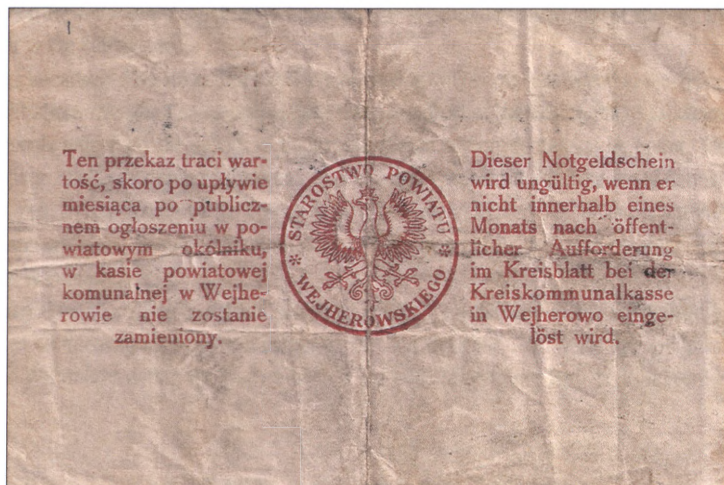 Ten przekaz traci war-
tość, skoro po upływie
miesiąca po publicz-
nem ogłoszeniu w po-
wiatowym okólniku,
w kasie powiatowej
komunalnej w Wejhe-
rowie nie zostanie
zamieniony.
* STAROSTWO POWIATU *
WEJHEROWSKIEGO
Dieser Notgeldschein
wird ungültig, wenn er
nicht innerhalb eines
Monats nach öffent-
licher Aufforderung
im Kreisblatt bei der
Kreiskommunalkasse
in Wejherowo einge-
löst wird.